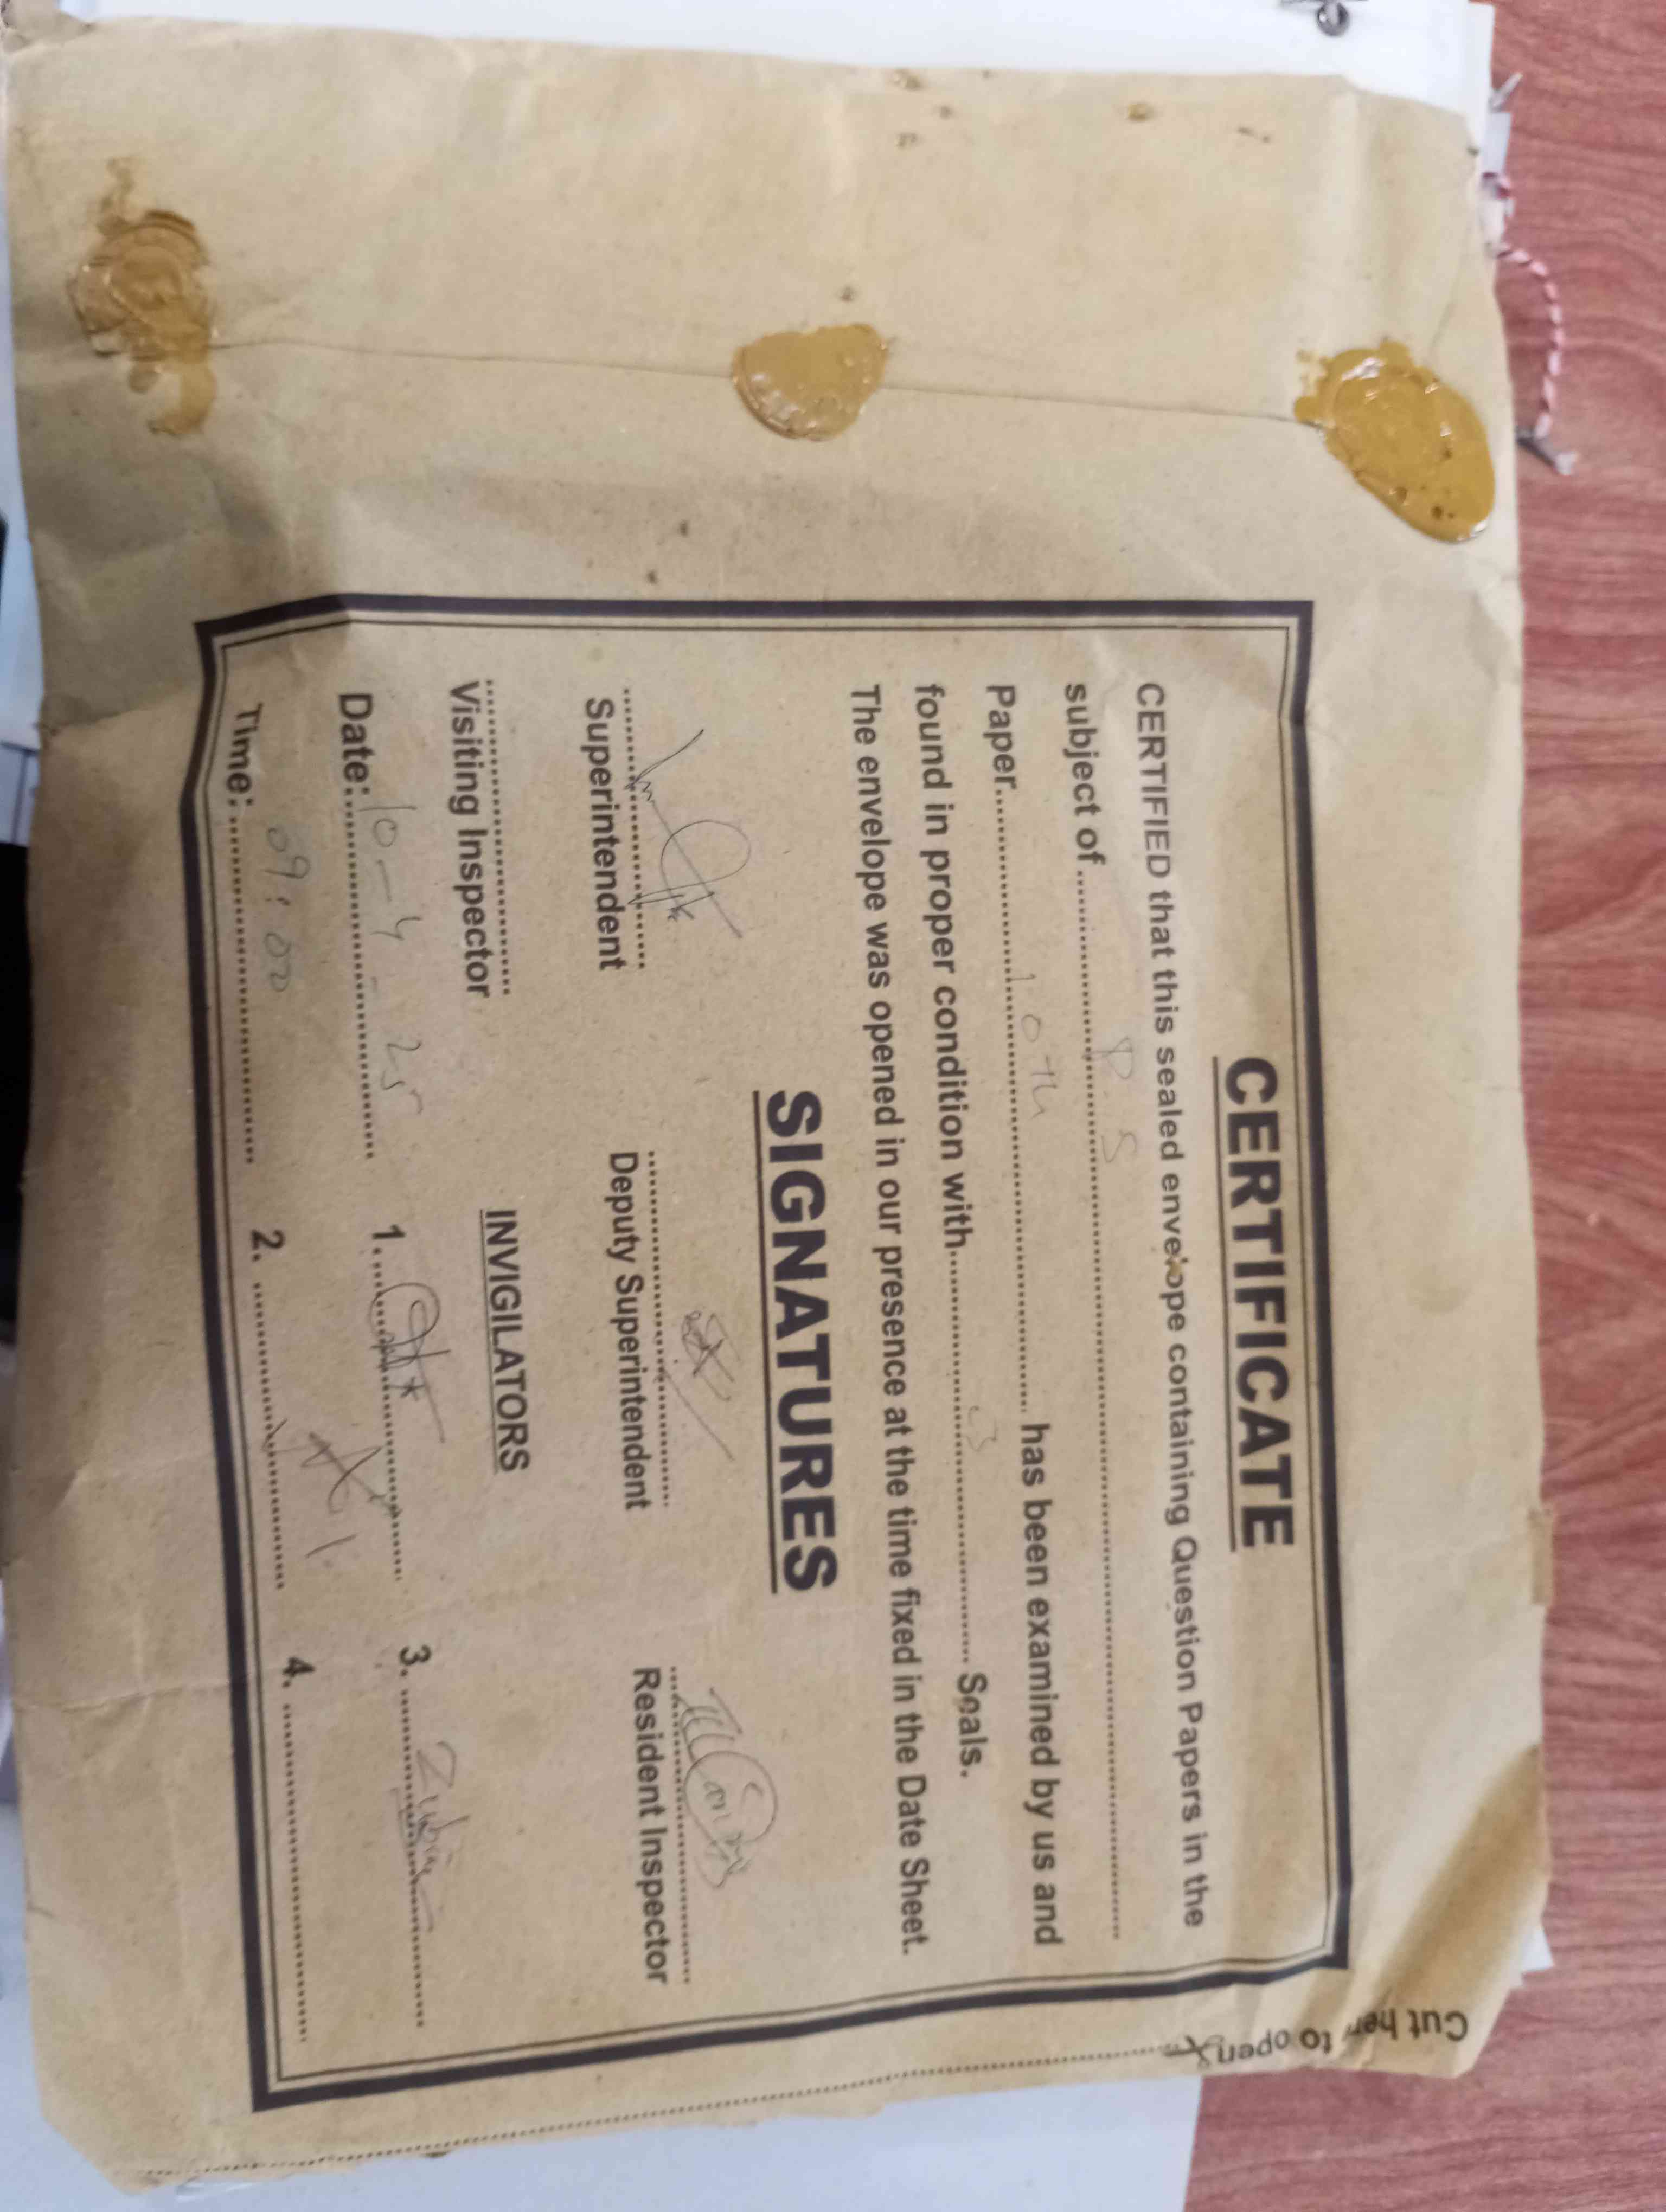 CERTIFICATE
CERTIFIED that this sealed envelope containing Question Papers in the
subject of P.S
Paper 10th has been examined by us and
found in proper condition with 03 Seals.
The envelope was opened in our presence at the time fixed in the Date Sheet.
SIGNATURES
Superintendent Deputy Superintendent Resident Inspector
Visiting Inspector INVIGILATORS
Date: 10-4-25 1. 3.
Time: 09:00 2. 4.
Cut here to open